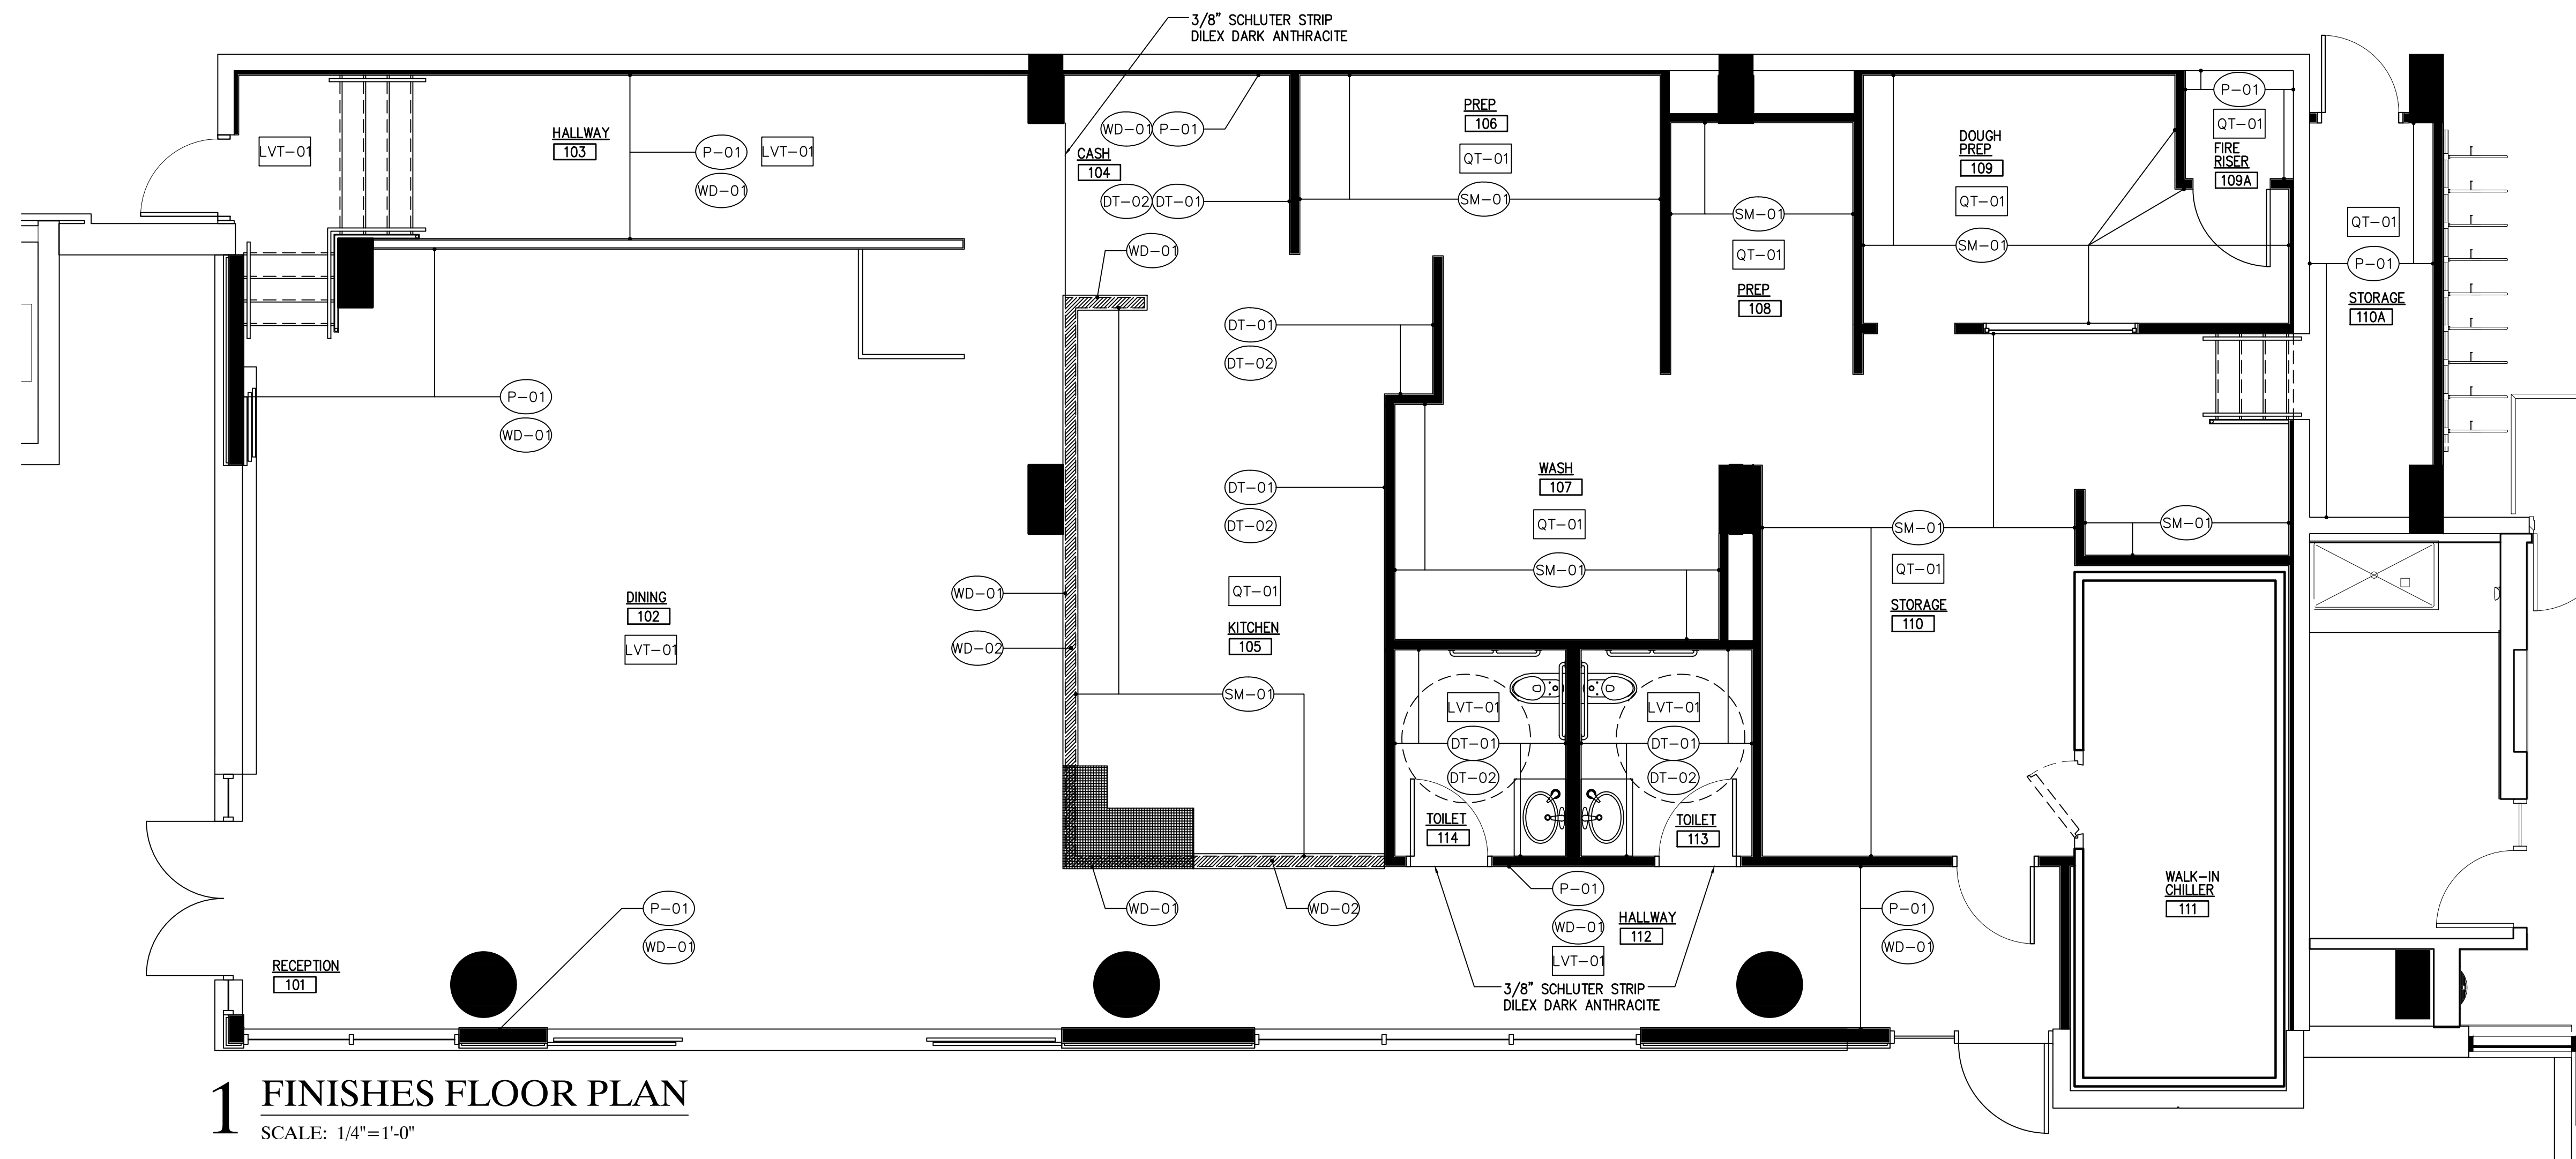 3/8" SCHLUTER STRIP
DILEX DARK ANTHRACITE
LVT-01
HALLWAY
103
P-01
LVT-01
WD-01
WD-01
P-01
CASH
104
DT-02
DT-01
WD-01
PREP
106
QT-01
SM-01
SM-01
QT-01
PREP
108
DOUGH
PREP
109
QT-01
SM-01
P-01
QT-01
FIRE
RISER
109A
QT-01
P-01
STORAGE
110A
P-01
WD-01
DT-01
DT-02
DT-01
DT-02
WASH
107
QT-01
SM-01
SM-01
QT-01
STORAGE
110
SM-01
DINING
102
LVT-01
WD-01
WD-02
QT-01
KITCHEN
105
SM-01
LVT-01
DT-01
DT-02
TOILET
114
LVT-01
DT-01
DT-02
TOILET
113
WALK-IN
CHILLER
111
P-01
WD-01
RECEPTION
101
WD-01
WD-02
P-01
WD-01
LVT-01
HALLWAY
112
P-01
WD-01
3/8" SCHLUTER STRIP
DILEX DARK ANTHRACITE
1 FINISHES FLOOR PLAN
SCALE: 1/4"=1'-0"